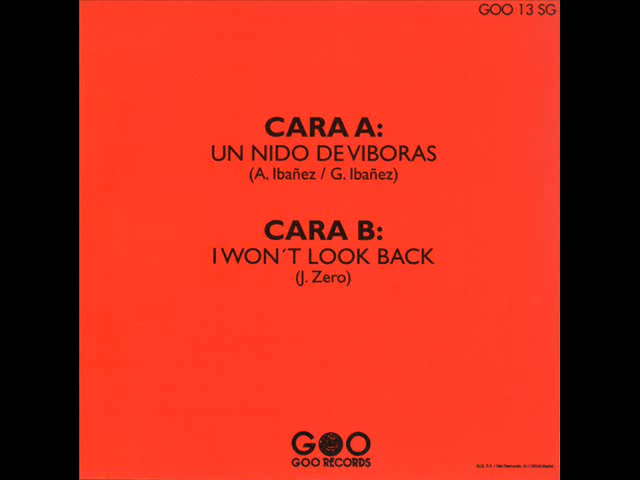 GOO 13 SG
CARA A:
UN NIDO DE VIBORAS
(A. Ibañez / G. Ibañez)
CARA B:
I WON´T LOOK BACK
(J. Zero)
GOO
GOO RECORDS